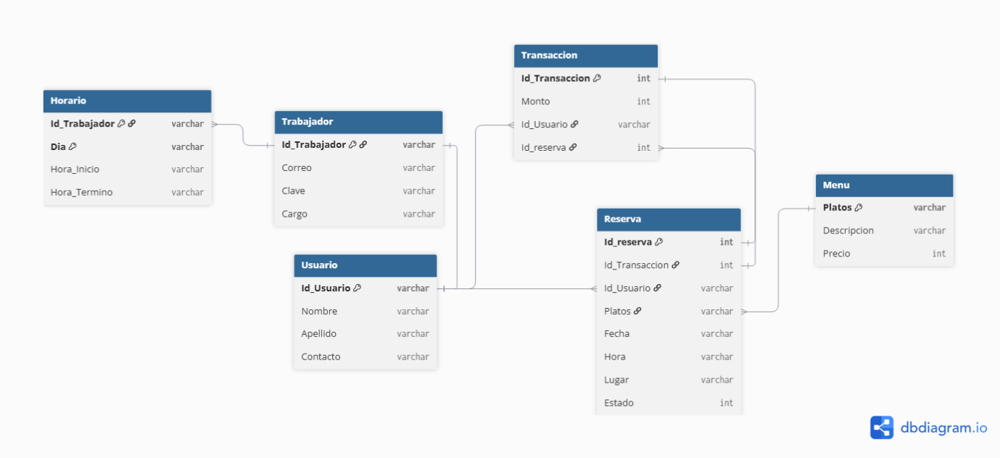 Horario
Id_Trabajador varchar
Dia varchar
Hora_Inicio varchar
Hora_Termino varchar
Trabajador
Id_Trabajador varchar
Correo varchar
Clave varchar
Cargo varchar
Usuario
Id_Usuario varchar
Nombre varchar
Apellido varchar
Contacto varchar
Transaccion
Id_Transaccion int
Monto int
Id_Usuario varchar
Id_reserva int
Reserva
Id_reserva int
Id_Transaccion int
Id_Usuario varchar
Platos varchar
Fecha varchar
Hora varchar
Lugar varchar
Estado int
Menu
Platos varchar
Descripcion varchar
Precio int
dbdiagram.io